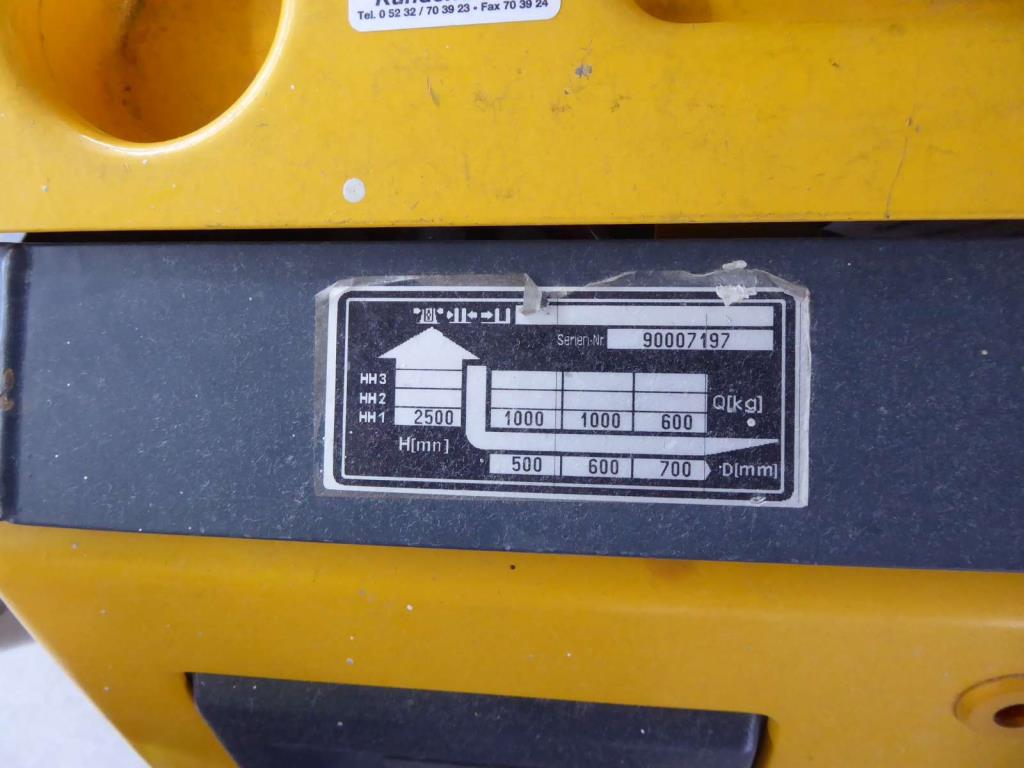 Tel. 0 52 32 / 70 39 23 • Fax 70 39 24
Serien-Nr. 90007197
HH3
HH2
HH1 2500 1000 1000 600 Q[kg]
H[mm]
500 600 700 D[mm]